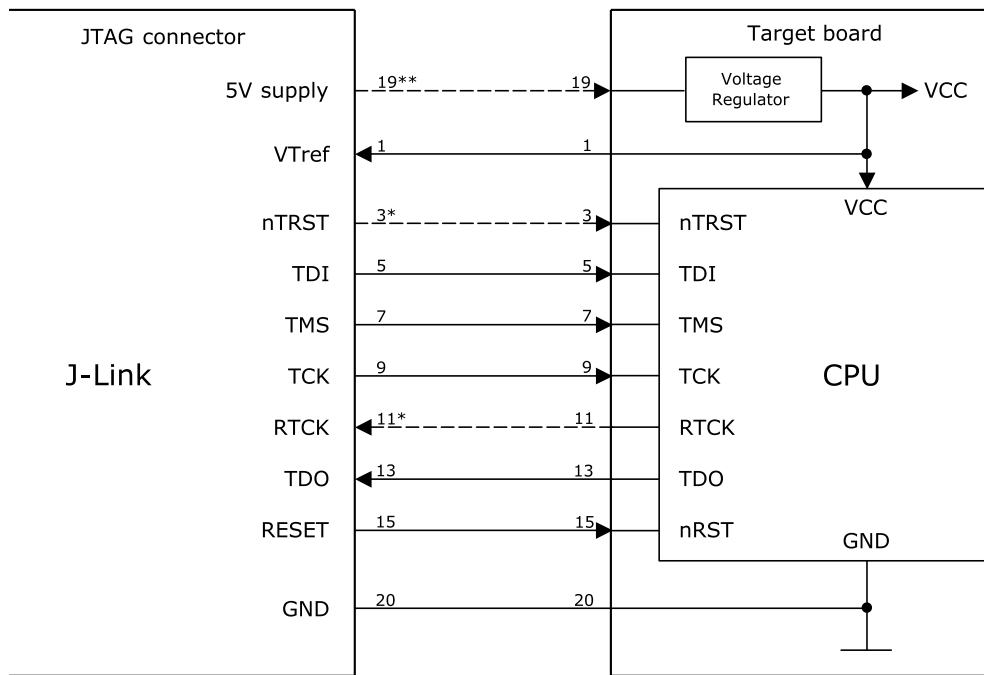 JTAG connector
Target board
5V supply 19** 19 Voltage Regulator VCC
VTref 1 1
VCC
nTRST 3* 3 nTRST
TDI 5 5 TDI
TMS 7 7 TMS
J-Link TCK 9 9 TCK CPU
RTCK 11* 11 RTCK
TDO 13 13 TDO
RESET 15 15 nRST
GND
GND 20 20